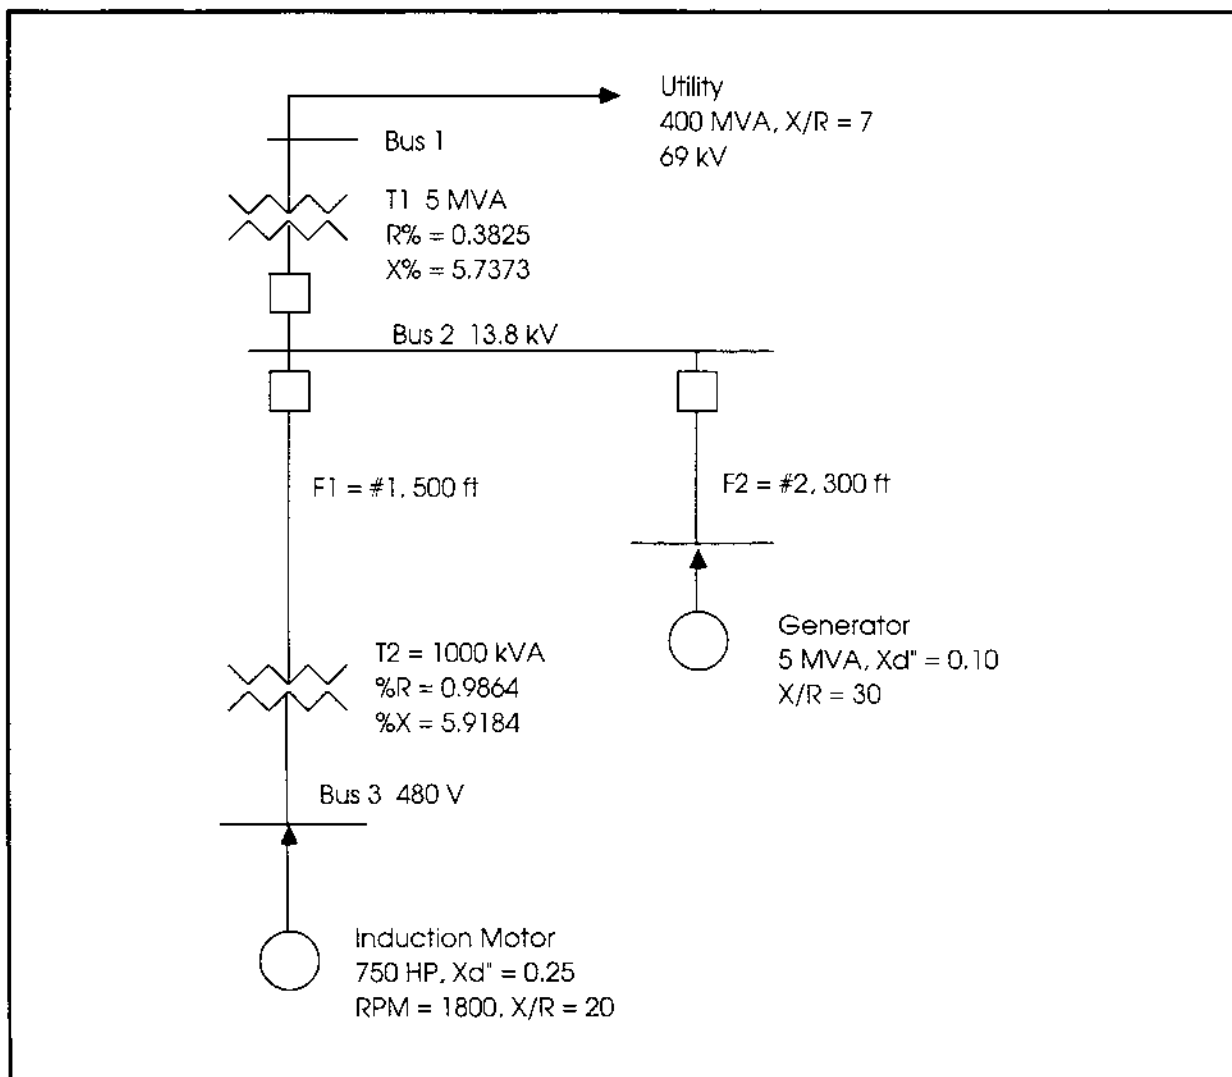 Utility
400 MVA, X/R = 7
69 kV
Bus 1
T1 5 MVA
R% = 0.3825
X% = 5.7373
Bus 2 13.8 kV
F1 = #1, 500 ft
F2 = #2, 300 ft
T2 = 1000 kVA
%R = 0.9864
%X = 5.9184
Generator
5 MVA, Xd" = 0.10
X/R = 30
Bus 3 480 V
Induction Motor
750 HP, Xd" = 0.25
RPM = 1800, X/R = 20